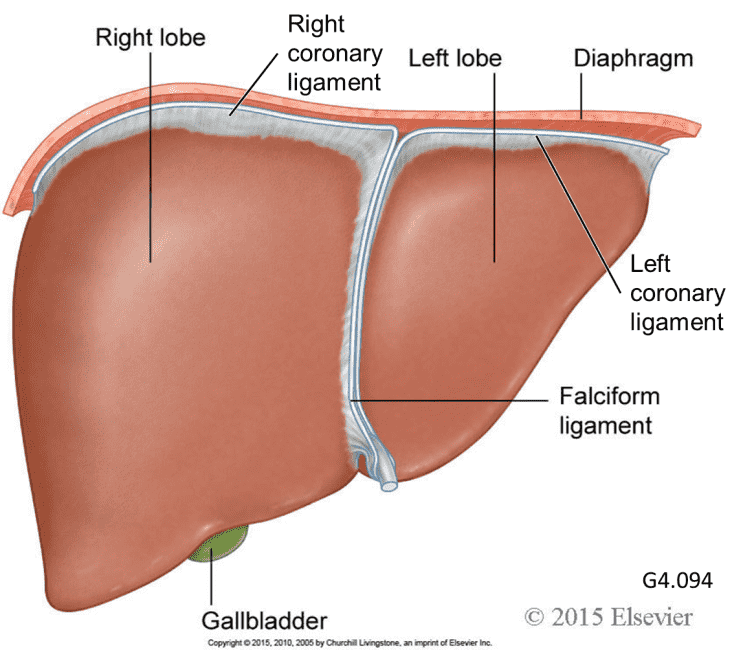 Right lobe
Right
coronary
ligament
Left lobe
Diaphragm
Left
coronary
ligament
Falciform
ligament
G4.094
© 2015 Elsevier
Gallbladder
Copyright © 2015, 2010, 2005 by Churchill Livingstone, an imprint of Elsevier Inc.